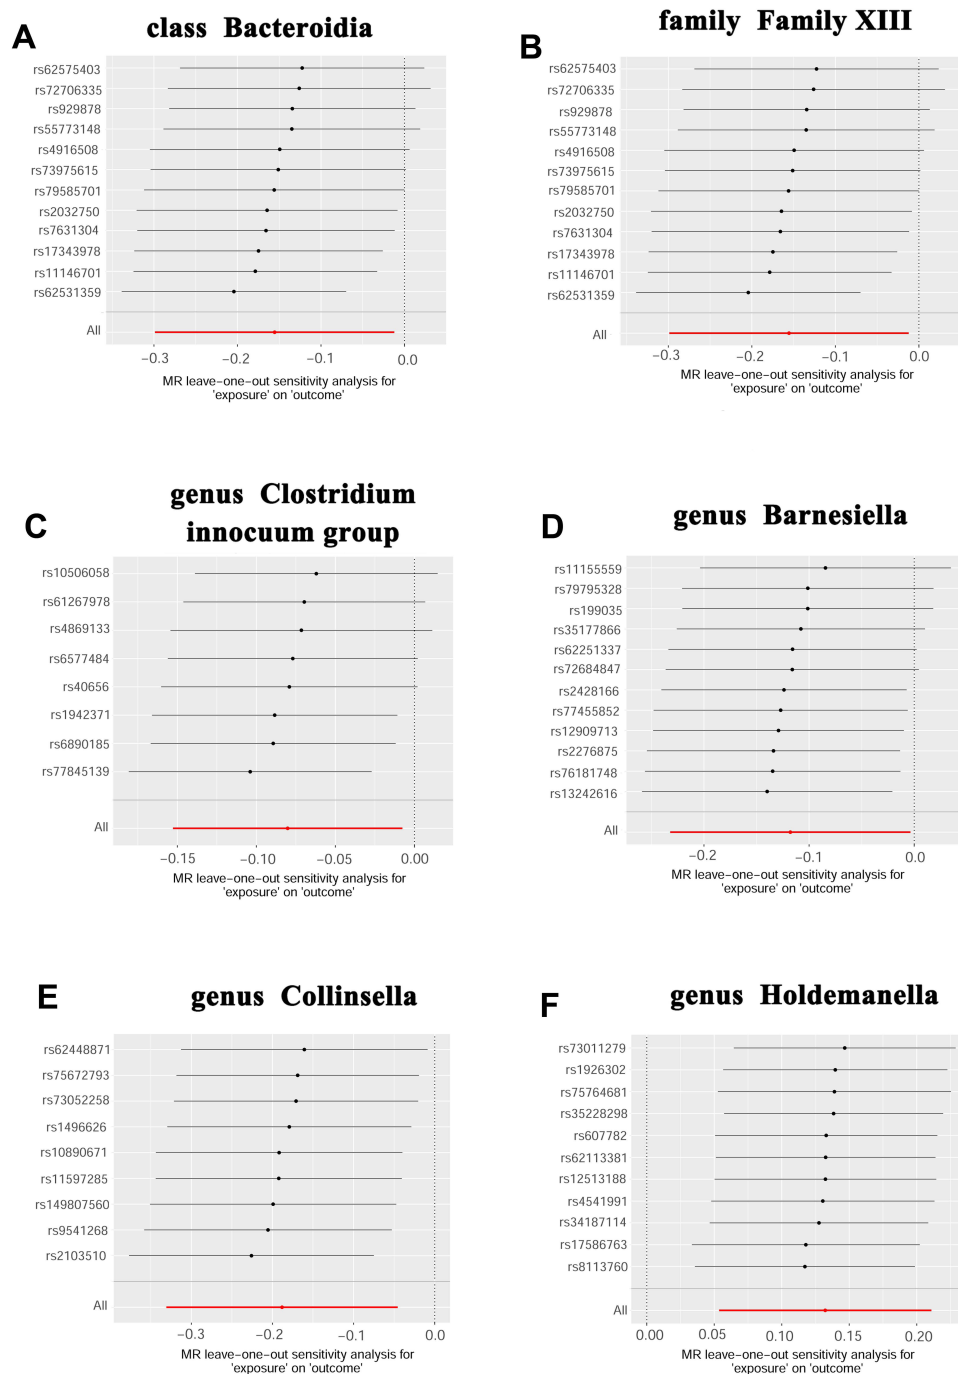 A
class Bacteroidia
rs62575403
rs72706335
rs929878
rs55773148
rs4916508
rs73975615
rs79585701
rs2032750
rs7631304
rs17343978
rs11146701
rs62531359
All
−0.3 −0.2 −0.1 0.0
MR leave−one−out sensitivity analysis for
'exposure' on 'outcome'
B
family Family XIII
rs62575403
rs72706335
rs929878
rs55773148
rs4916508
rs73975615
rs79585701
rs2032750
rs7631304
rs17343978
rs11146701
rs62531359
All
−0.3 −0.2 −0.1 0.0
MR leave−one−out sensitivity analysis for
'exposure' on 'outcome'
C
genus Clostridium
innocuum group
rs10506058
rs61267978
rs4869133
rs6577484
rs40656
rs1942371
rs6890185
rs77845139
All
−0.15 −0.10 −0.05 0.00
MR leave−one−out sensitivity analysis for
'exposure' on 'outcome'
D
genus Barnesiella
rs11155559
rs79795328
rs199035
rs35177866
rs62251337
rs72684847
rs2428166
rs77455852
rs12909713
rs2276875
rs76181748
rs13242616
All
−0.2 −0.1 0.0
MR leave−one−out sensitivity analysis for
'exposure' on 'outcome'
E
genus Collinsella
rs62448871
rs75672793
rs73052258
rs1496626
rs10890671
rs11597285
rs149807560
rs9541268
rs2103510
All
−0.3 −0.2 −0.1 0.0
MR leave−one−out sensitivity analysis for
'exposure' on 'outcome'
F
genus Holdemanella
rs73011279
rs1926302
rs75764681
rs35228298
rs607782
rs62113381
rs12513188
rs4541991
rs34187114
rs17586763
rs8113760
All
0.00 0.05 0.10 0.15 0.20
MR leave−one−out sensitivity analysis for
'exposure' on 'outcome'